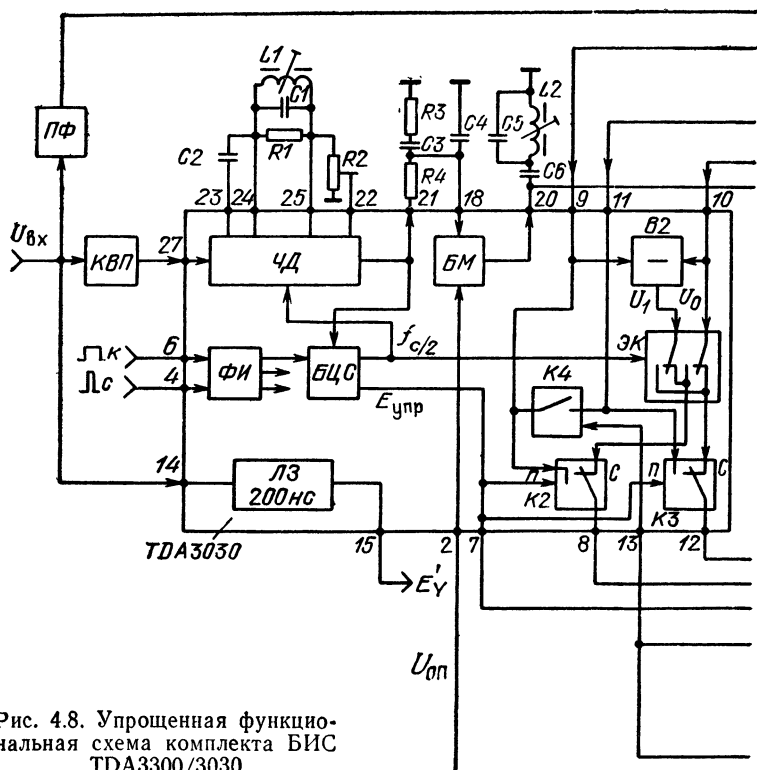 L1
C1
L2
R3
C4
C5
ПФ
C3
R1
C2
R2
R4
C6
23 24 25 22 21 18 20 9 11 10
Uвх
27
КВП
ЧД
БМ
В2
U1
U0
fc/2
ЭК
К
6
С
4
ФИ
БЦС
К4
Eупр
14
ЛЗ
200нс
П
С
П
С
К2
К3
TDA3030
15 2 7 8 13 12
E'Y
Uоп
Рис. 4.8. Упрощенная функцио-
нальная схема комплекта БИС
TDA3300/3030